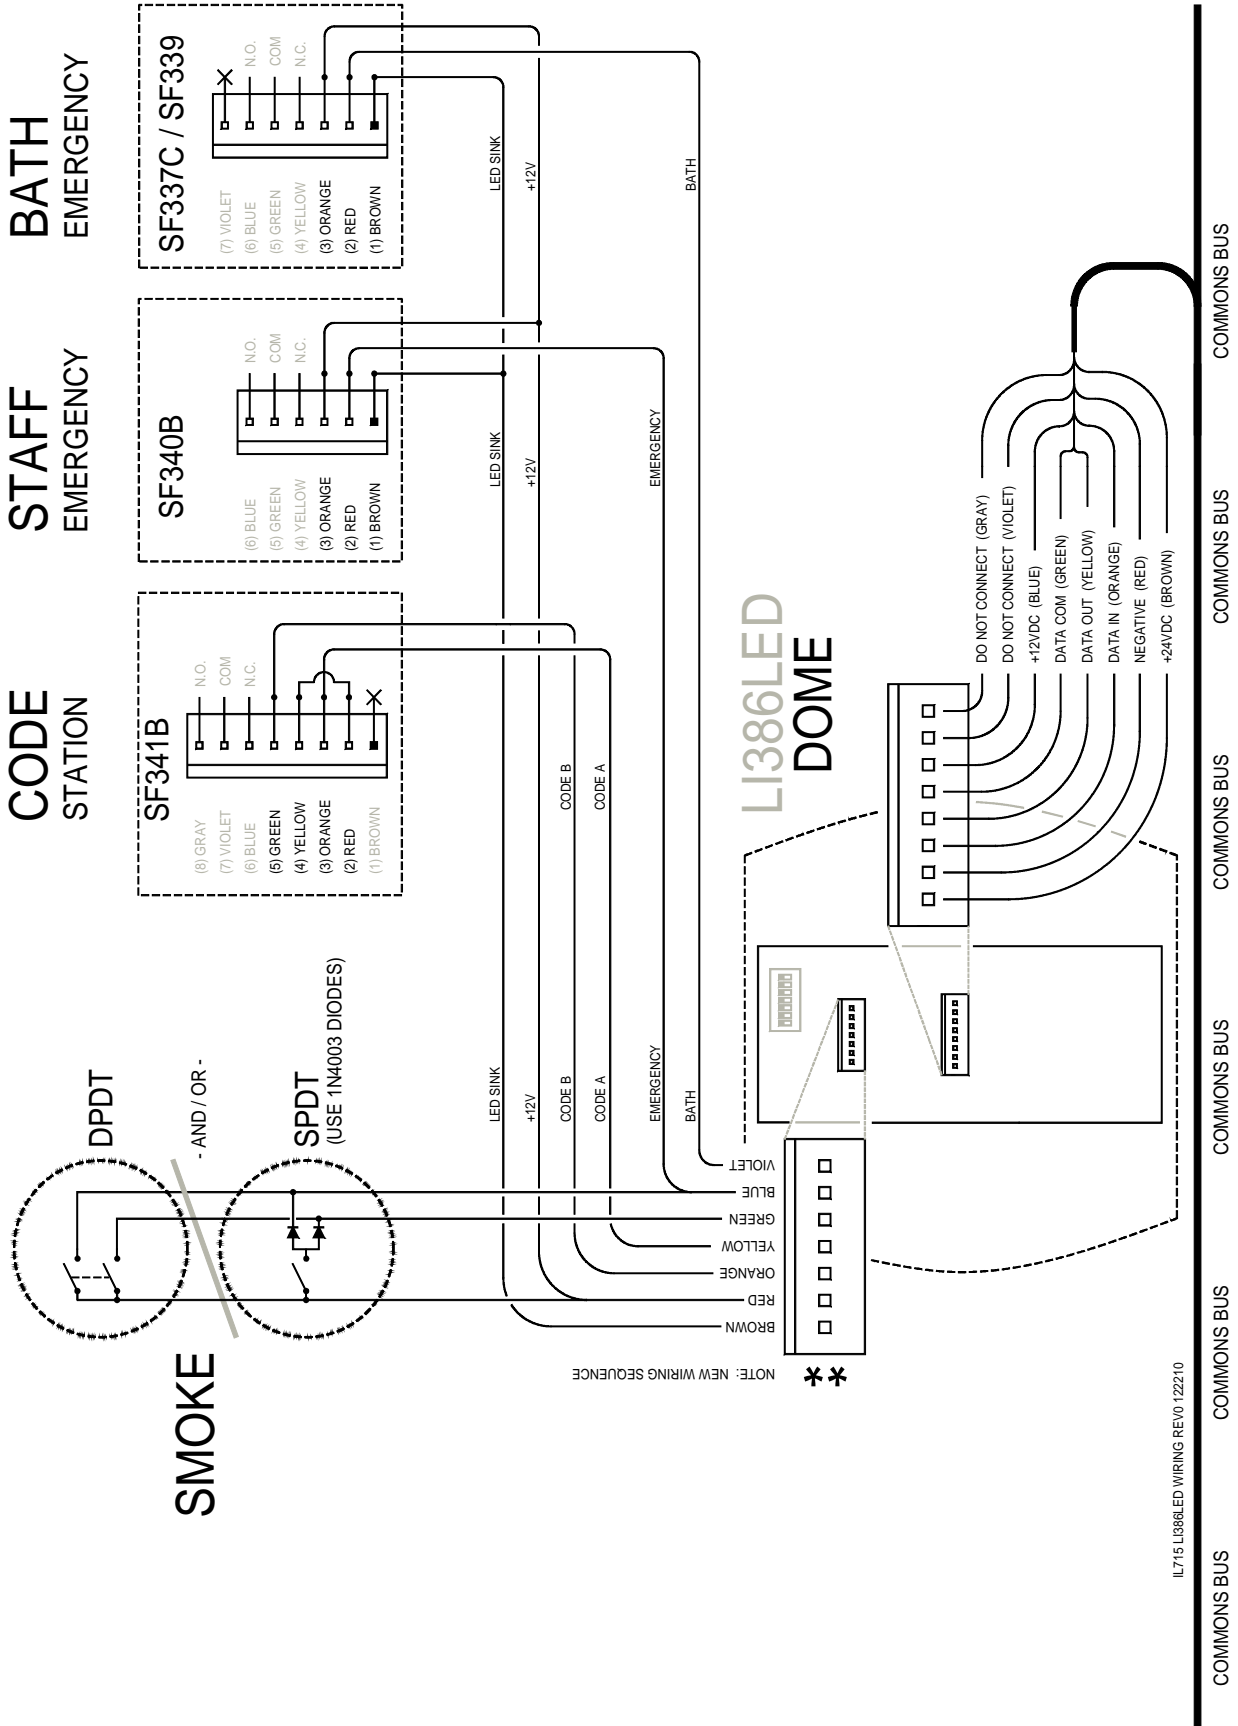 SMOKE
DPDT
- AND / OR -
SPDT
(USE 1N4003 DIODES)
CODE
STATION
SF341B
(8) GRAY
N.O.
(7) VIOLET
COM
(6) BLUE
N.C.
(5) GREEN
(4) YELLOW
(3) ORANGE
(2) RED
(1) BROWN
STAFF
EMERGENCY
SF340B
(6) BLUE
N.O.
(5) GREEN
COM
(4) YELLOW
N.C.
(3) ORANGE
(2) RED
(1) BROWN
BATH
EMERGENCY
SF337C / SF339
(7) VIOLET
(6) BLUE
N.O.
(5) GREEN
COM
(4) YELLOW
N.C.
(3) ORANGE
(2) RED
(1) BROWN
LED SINK
LED SINK
LED SINK
+12V
+12V
+12V
CODE B
CODE B
CODE A
CODE A
EMERGENCY
EMERGENCY
BATH
BATH
VIOLET
BLUE
GREEN
YELLOW
ORANGE
RED
BROWN
NOTE: NEW WIRING SEQUENCE
**
LI386LED
DOME
DO NOT CONNECT (GRAY)
DO NOT CONNECT (VIOLET)
+12VDC (BLUE)
DATA COM (GREEN)
DATA OUT (YELLOW)
DATA IN (ORANGE)
NEGATIVE (RED)
+24VDC (BROWN)
IL715 LI386LED WIRING REV0 122210
COMMONS BUS
COMMONS BUS
COMMONS BUS
COMMONS BUS
COMMONS BUS
COMMONS BUS